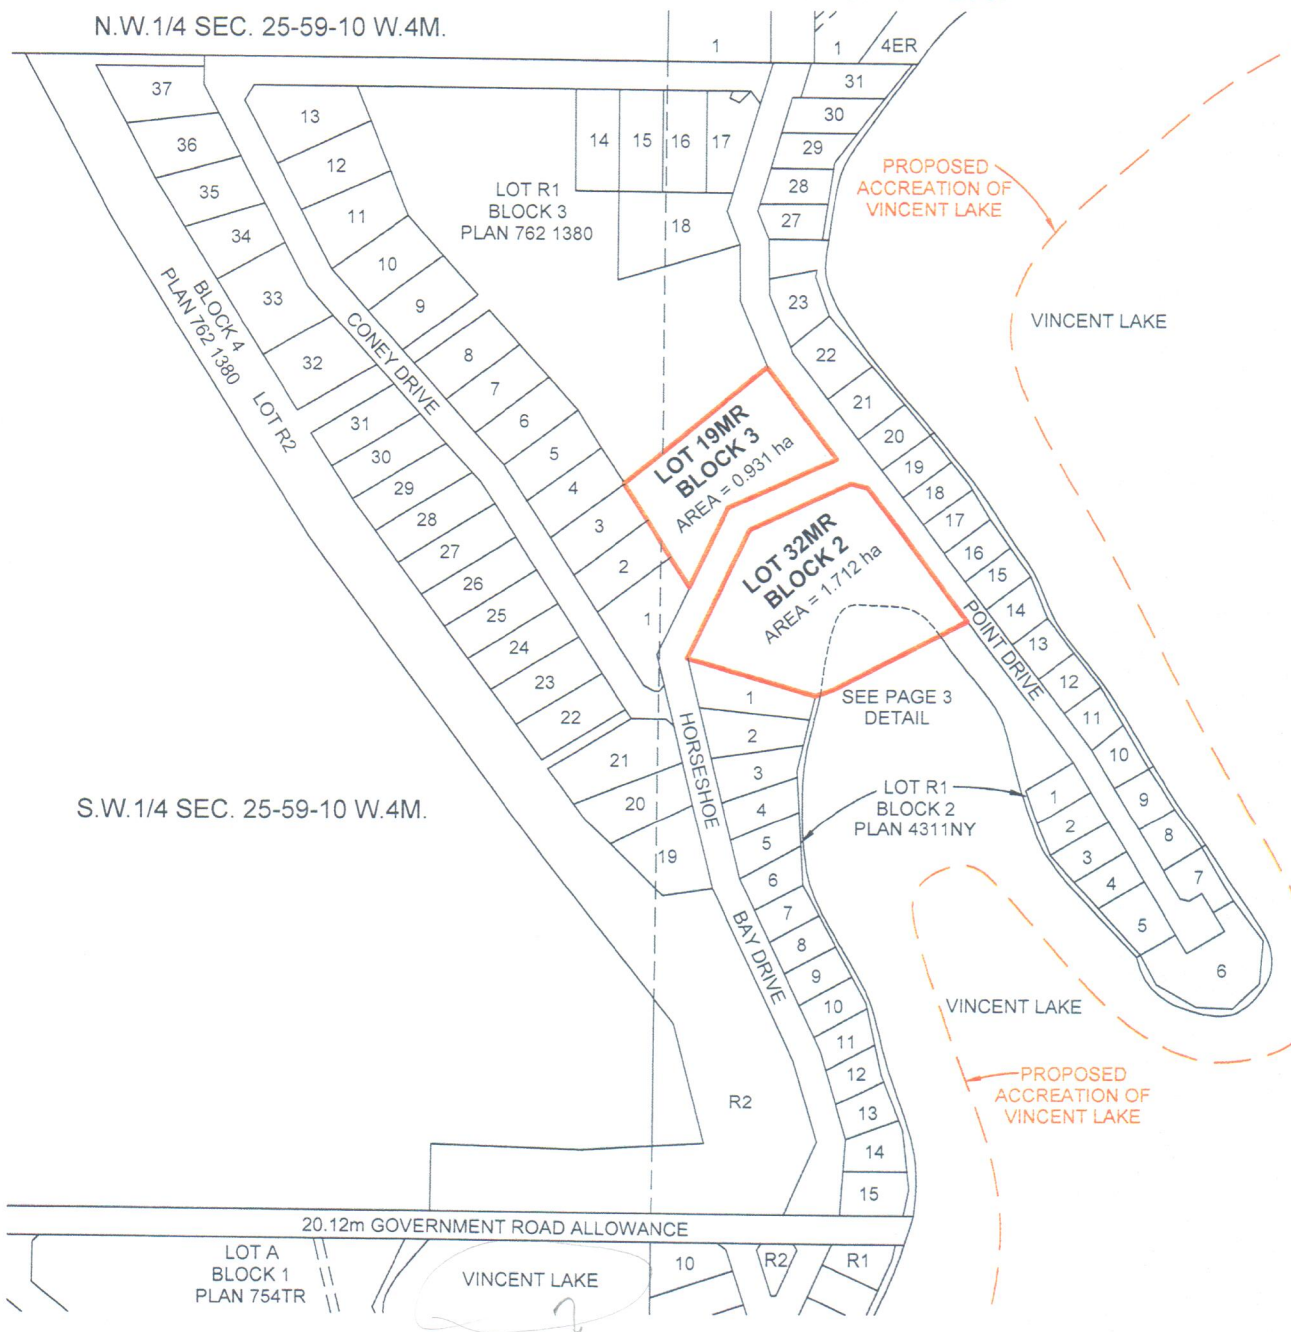 N.W.1/4 SEC. 25-59-10 W.4M.
1
1
4ER
37
36
35
34
33
32
31
30
29
28
27
26
25
24
23
22
21
20
19
13
12
11
10
9
8
7
6
5
4
3
2
1
14
15
16
17
18
LOT R1
BLOCK 3
PLAN 762 1380
31
30
29
28
27
23
22
21
20
19
18
17
16
15
14
13
12
11
10
9
8
7
6
PROPOSED
ACCREATION OF
VINCENT LAKE
VINCENT LAKE
BLOCK 4
PLAN 762 1380
LOT R2
CONEY DRIVE
LOT 19MR
BLOCK 3
AREA = 0.931 ha
LOT 32MR
BLOCK 2
AREA = 1.712 ha
POINT DRIVE
SEE PAGE 3
DETAIL
HORSESHOE
BAY DRIVE
1
2
3
4
5
6
7
8
9
10
11
12
13
14
15
LOT R1
BLOCK 2
PLAN 4311NY
1
2
3
4
5
S.W.1/4 SEC. 25-59-10 W.4M.
VINCENT LAKE
PROPOSED
ACCREATION OF
VINCENT LAKE
R2
20.12m GOVERNMENT ROAD ALLOWANCE
LOT A
BLOCK 1
PLAN 754TR
VINCENT LAKE
10
R2
R1
?